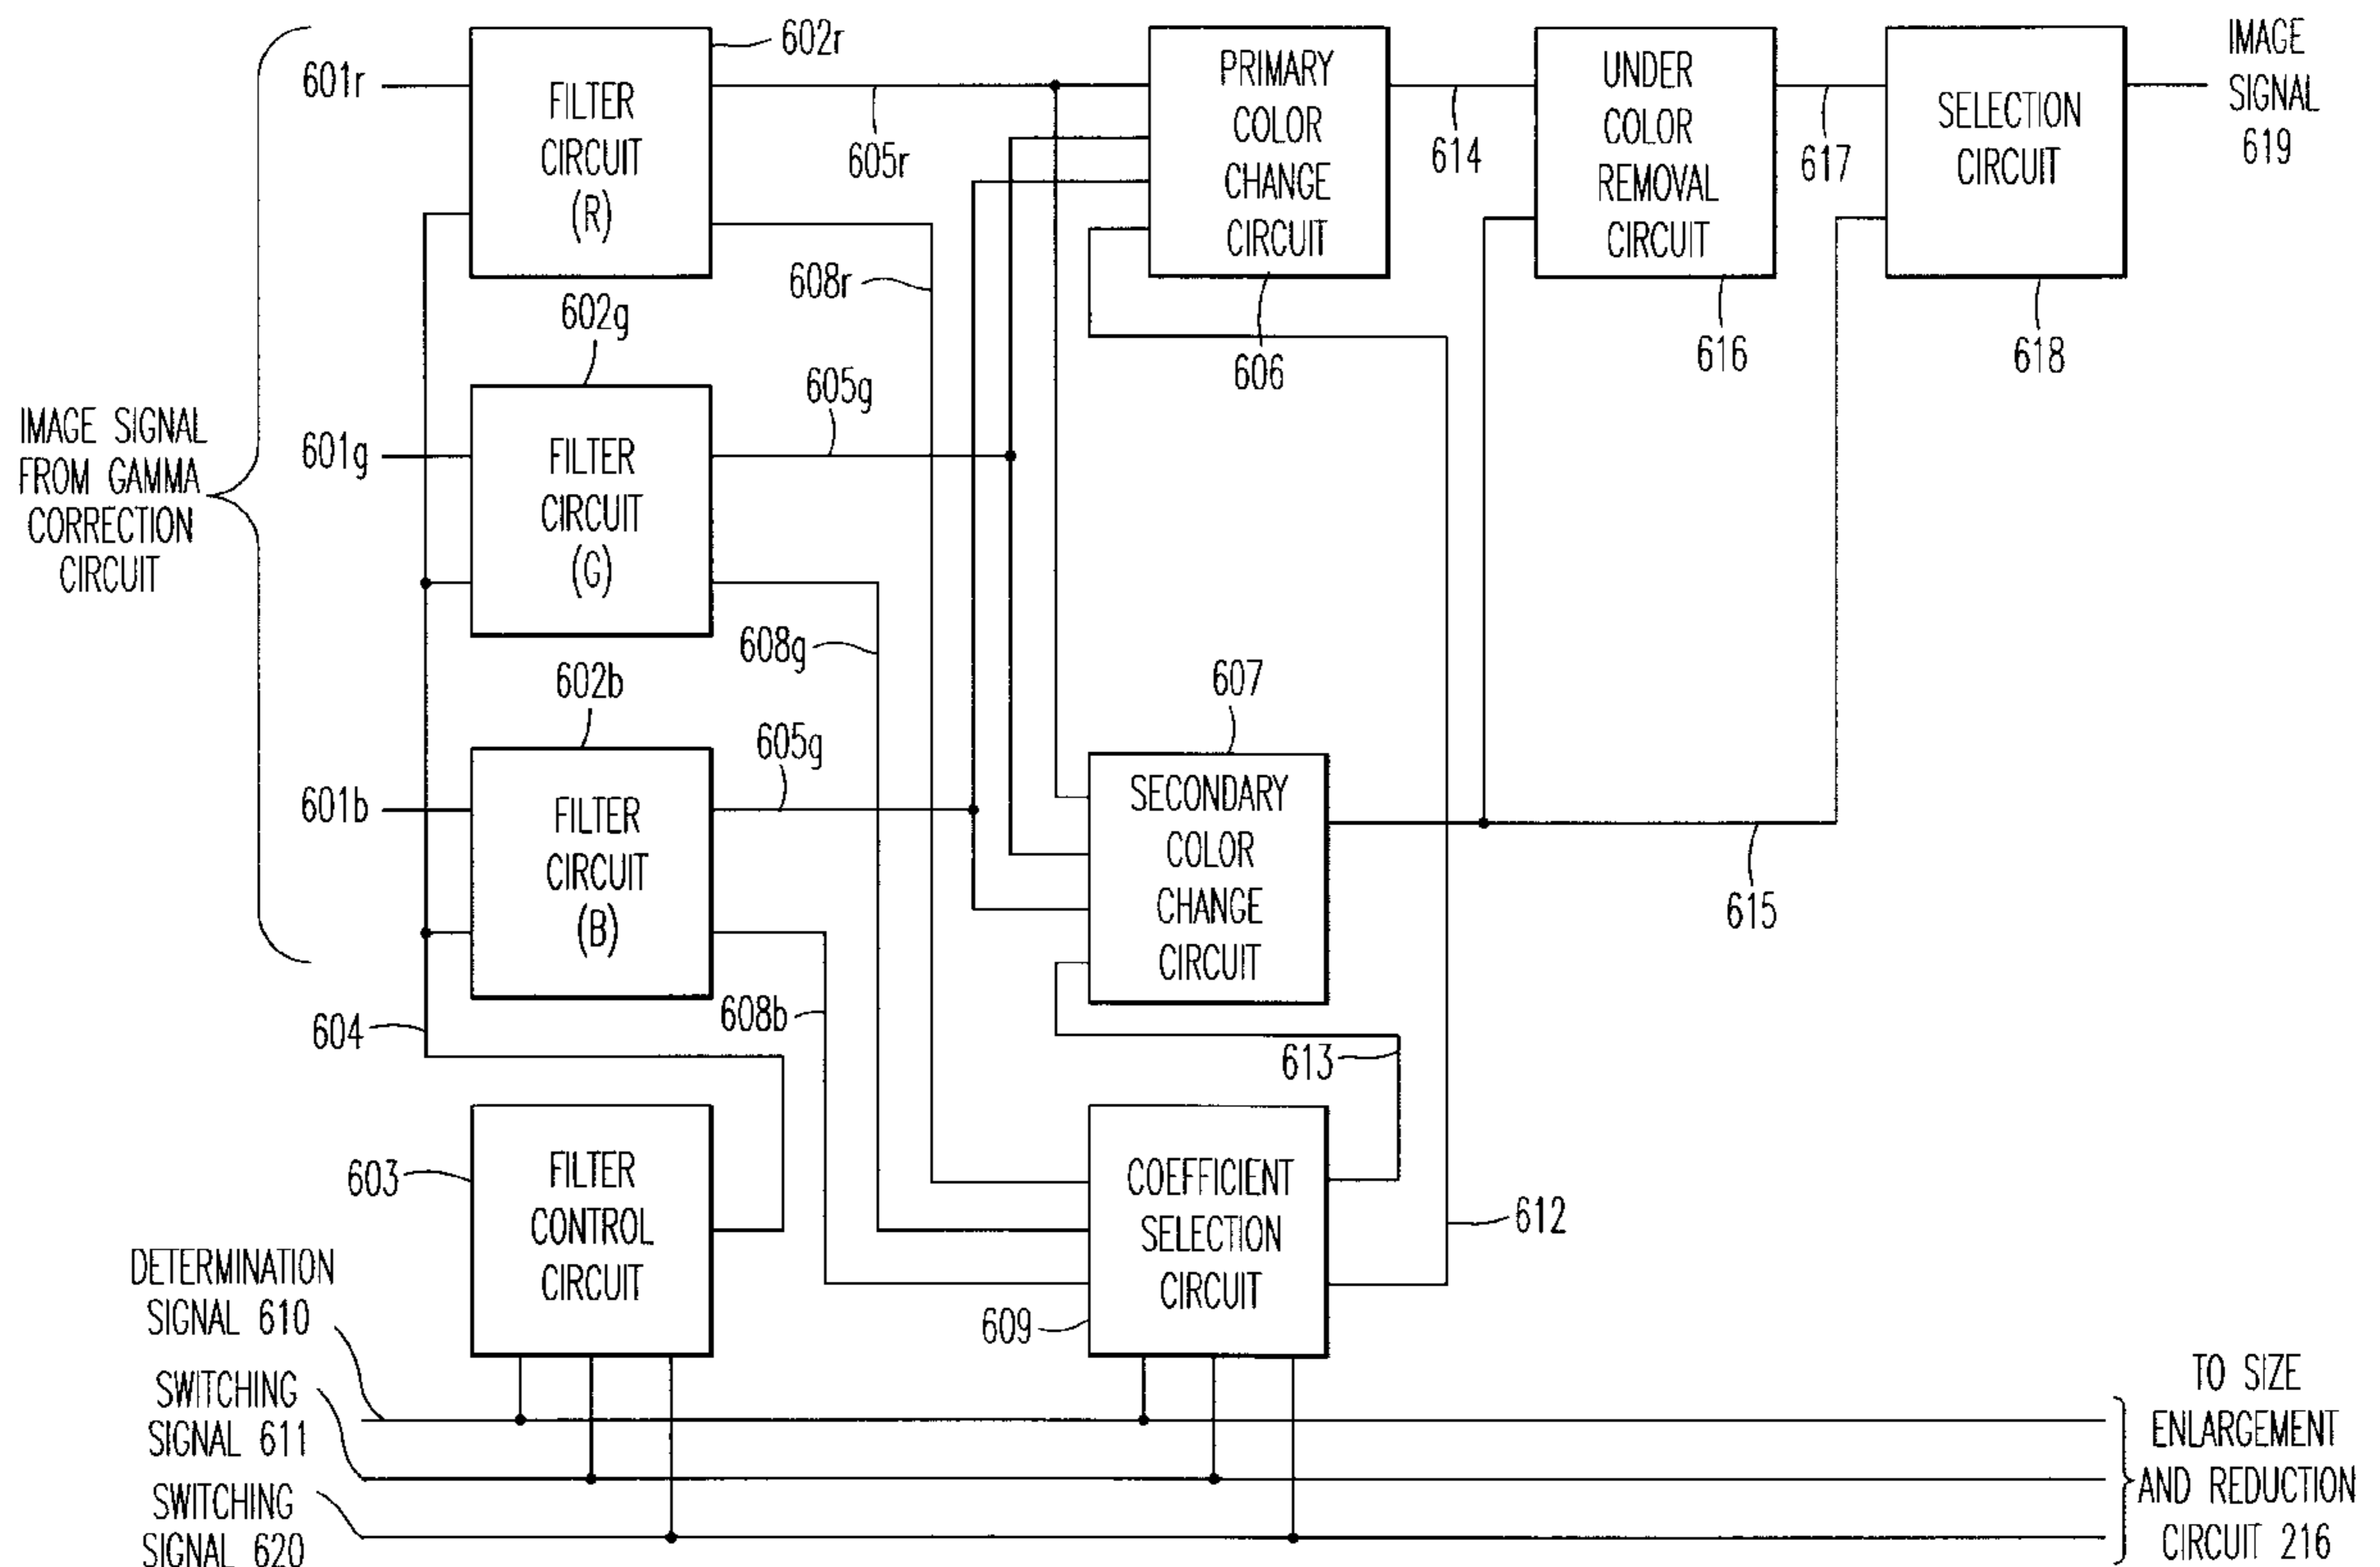 602r
601r
FILTER
CIRCUIT
(R)
605r
608r
PRIMARY
COLOR
CHANGE
CIRCUIT
606
614
UNDER
COLOR
REMOVAL
CIRCUIT
616
617
SELECTION
CIRCUIT
618
IMAGE
SIGNAL
619
IMAGE SIGNAL
FROM GAMMA
CORRECTION
CIRCUIT
602g
601g
FILTER
CIRCUIT
(G)
605g
608g
602b
601b
FILTER
CIRCUIT
(B)
605g
608b
607
SECONDARY
COLOR
CHANGE
CIRCUIT
615
604
613
603
FILTER
CONTROL
CIRCUIT
COEFFICIENT
SELECTION
CIRCUIT
609
612
DETERMINATION
SIGNAL 610
SWITCHING
SIGNAL 611
SWITCHING
SIGNAL 620
TO SIZE
ENLARGEMENT
AND REDUCTION
CIRCUIT 216